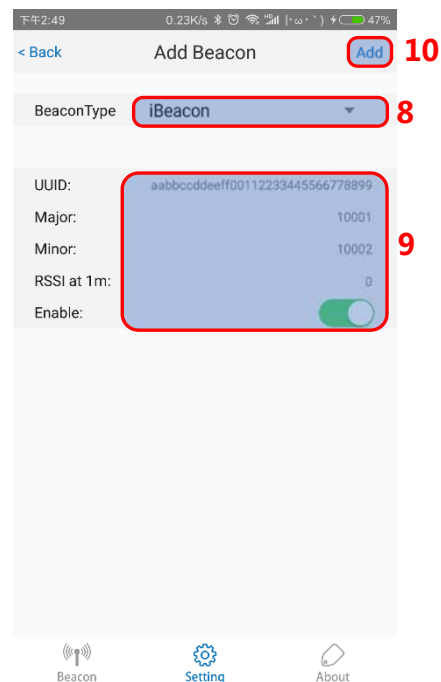 下午2:49 0.23K/s HD |･ω･`) 47%
< Back Add Beacon Add 10
BeaconType iBeacon 8
UUID: aabbccddeeff00112233445566778899
Major: 10001
Minor: 10002
9
RSSI at 1m: 0
Enable:
Beacon Setting About